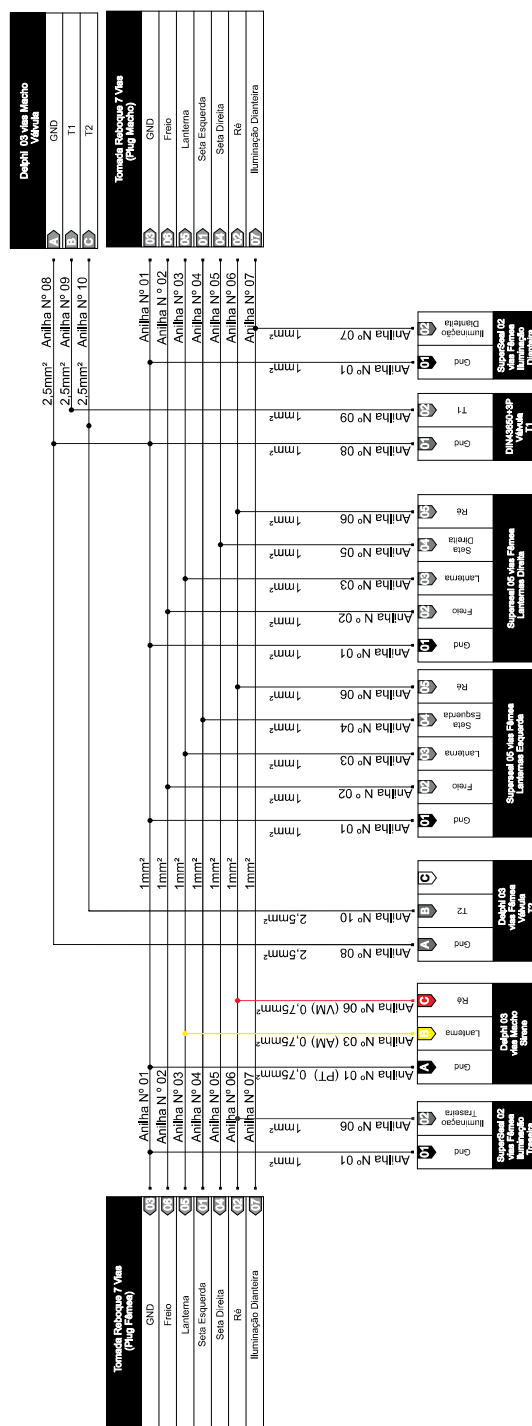 Delphi 03 vias Macho
Válvula
A GND
B T1
C T2
Tomada Reboque 7 Vias
(Plug Macho)
03 GND
06 Freio
05 Lanterna
01 Seta Esquerda
04 Seta Direita
02 Ré
07 Iluminação Dianteira
2,5mm² Anilha Nº 08
2,5mm² Anilha Nº 09
2,5mm² Anilha Nº 10
Anilha Nº 01
Anilha N º 02
Anilha Nº 03
Anilha Nº 04
Anilha Nº 05
Anilha Nº 06
Anilha Nº 07
1mm² Anilha Nº 07 02 Iluminação Diantelta
1mm² Anilha Nº 01 01 Gnd
SuperSeal 02
vias Fêmea
Iluminação
Dianteira
1mm² Anilha Nº 09 02 T1
1mm² Anilha Nº 08 01 Gnd
DIN43650-3P
Válvula
T1
1mm² Anilha Nº 06 05 Ré
1mm² Anilha Nº 05 04 Seta Direita
1mm² Anilha Nº 03 03 Lanterna
1mm² Anilha N º 02 02 Freio
1mm² Anilha Nº 01 01 Gnd
Superseal 05 vias Fêmea
Lanternas Direita
1mm² Anilha Nº 06 05 Ré
1mm² Anilha Nº 04 04 Seta Esquerda
1mm² Anilha Nº 03 03 Lanterna
1mm² Anilha N º 02 02 Freio
1mm² Anilha Nº 01 01 Gnd
Superseal 05 vias Fêmea
Lanternas Esquerda
1mm²
1mm²
1mm²
1mm²
1mm²
1mm²
1mm²
C
2,5mm² Anilha Nº 10 B T2
2,5mm² Anilha Nº 08 A Gnd
Delphi 03
vias Fêmea
Válvula
T2
Anilha Nº 06 (VM) 0,75mm² C Ré
Anilha Nº 03 (AM) 0,75mm² B Lanterna
Anilha Nº 01 (PT) 0,75mm² A Gnd
Delphi 03
vias Macho
Sirene
1mm² Anilha Nº 06 02 Iluminação Traseira
1mm² Anilha Nº 01 01 Gnd
SuperSeal 02
vias Fêmea
Iluminação
Traseira
Anilha Nº 01
Anilha N º 02
Anilha Nº 03
Anilha Nº 04
Anilha Nº 05
Anilha Nº 06
Anilha Nº 07
Tomada Reboque 7 Vias
(Plug Fêmea)
03 GND
06 Freio
05 Lanterna
01 Seta Esquerda
04 Seta Direita
02 Ré
07 Iluminação Dianteira